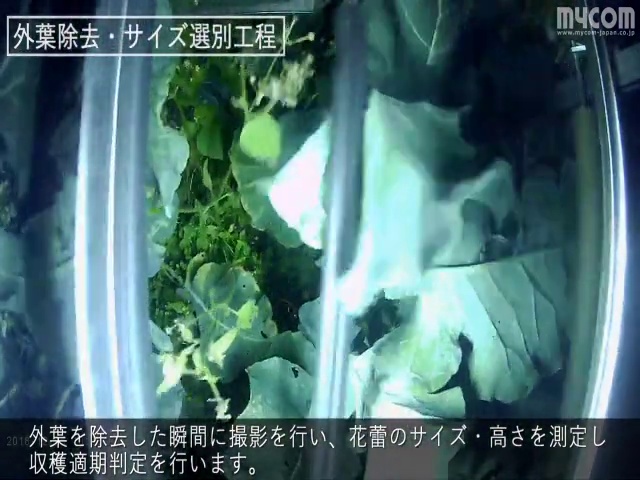 外葉除去・サイズ選別工程
mycom
www.mycom-japan.co.jp
外葉を除去した瞬間に撮影を行い、花蕾のサイズ・高さを測定し
収穫適期判定を行います。